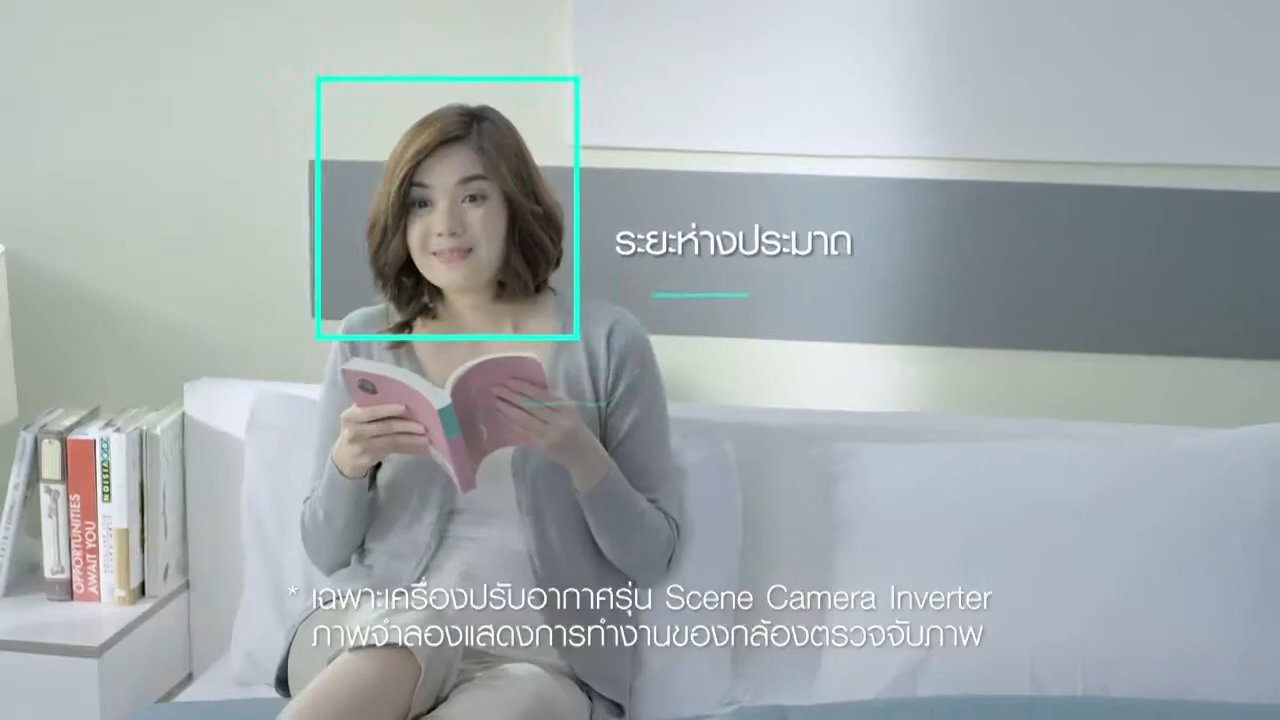 ระยะห่างประมาณ
* เฉพาะเครื่องปรับอากาศรุ่น Scene Camera Inverter
ภาพจำลองแสดงการทำงานของกล้องตรวจจับภาพ
OPPORTUNITIES
AWAIT YOU
VISION